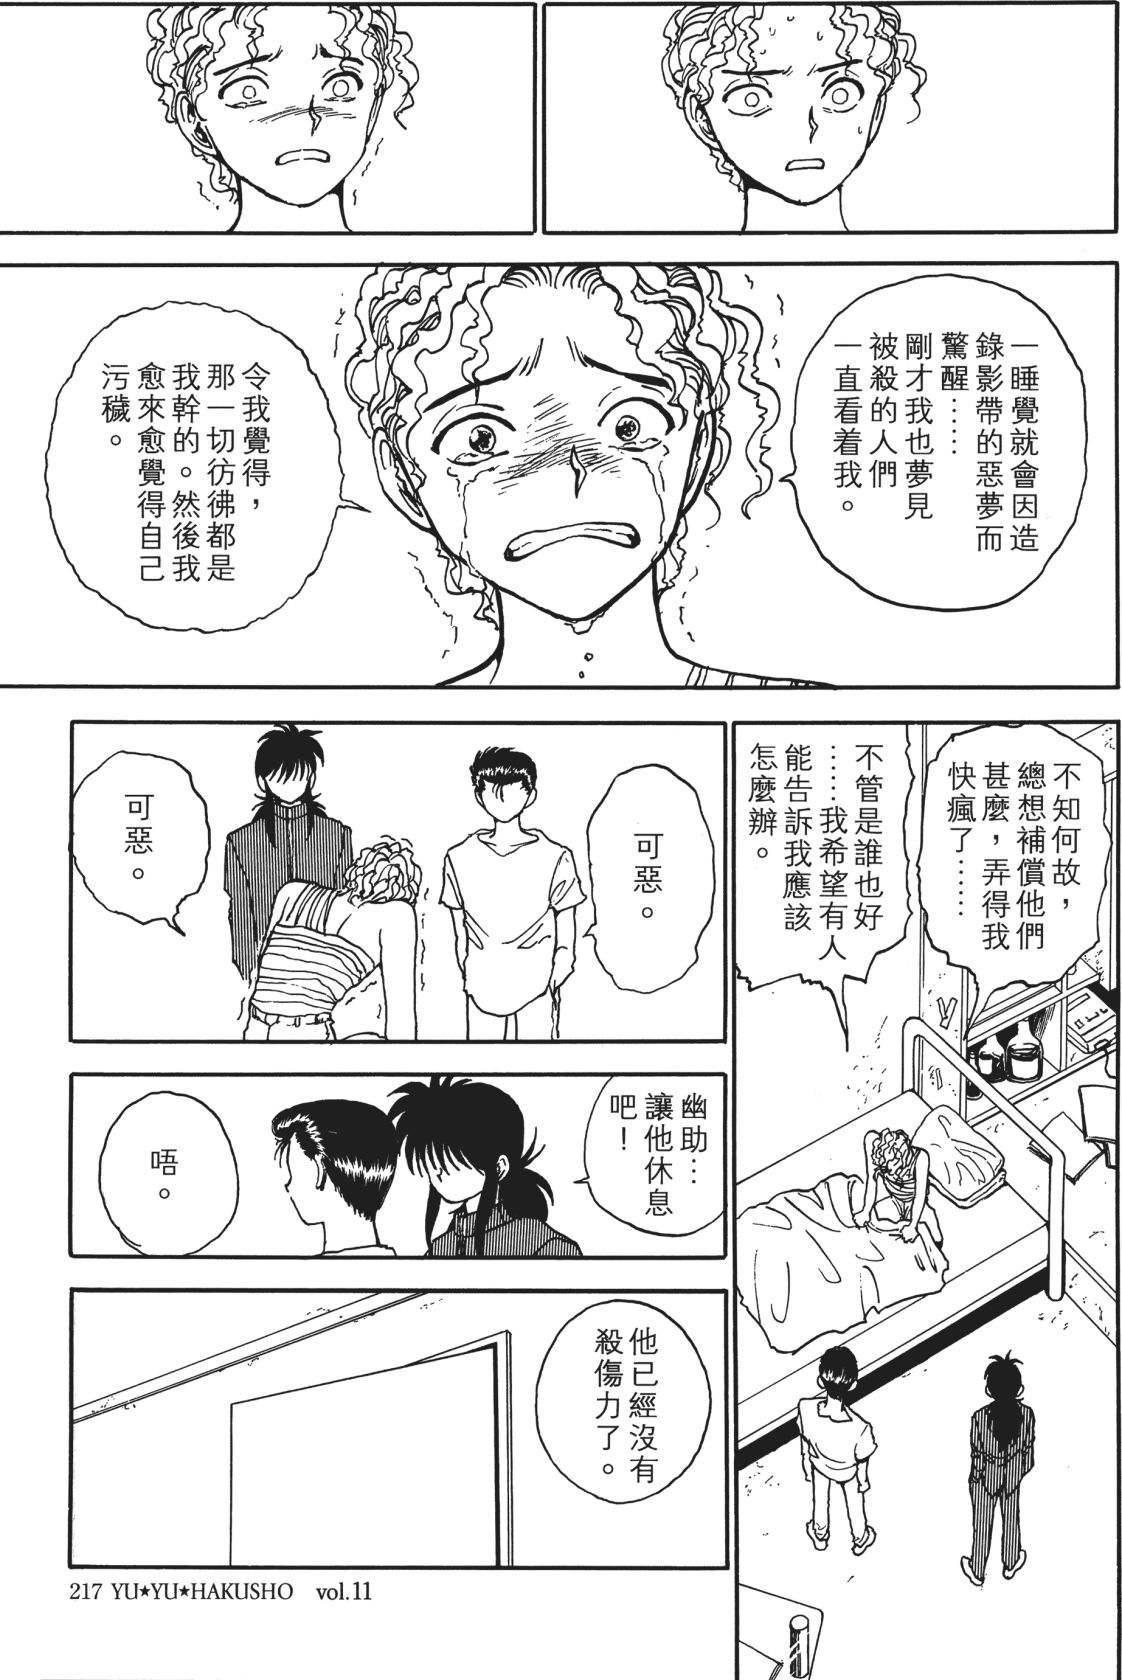 一睡覺就會因造
錄影帶的惡夢而
驚醒……
剛才我也夢見
被殺的人們
一直看着我。
令我覺得，
那一切彷彿都是
我幹的。然後我
愈來愈覺得自己
污穢。
不知何故，
總想補償他們
甚麼，弄得我
快瘋了……
不管是誰也好
……我希望有人
能告訴我應該
怎麼辦。
可惡。
可惡。
幽助…
讓他休息
吧！
唔。
他已經沒有
殺傷力了。
217 YU★YU★HAKUSHO vol.11